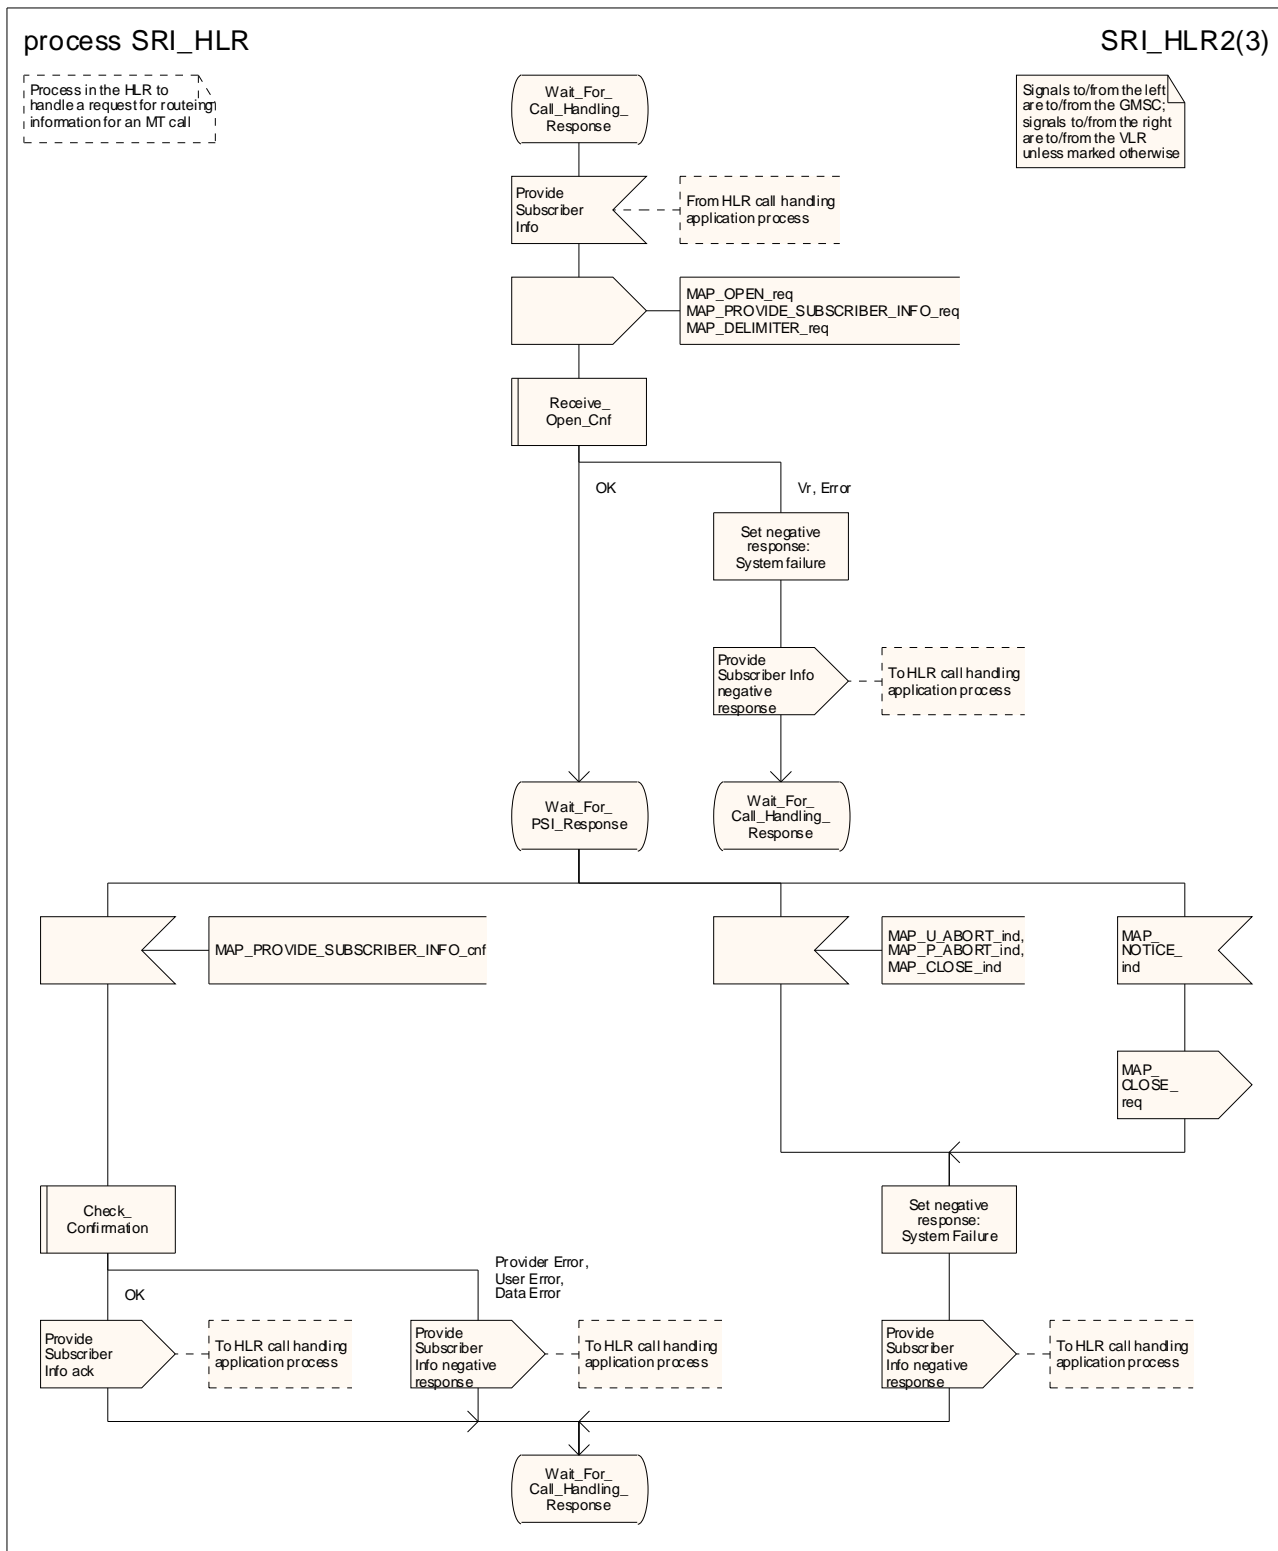 process SRI_HLR
SRI_HLR2(3)
Process in the HLR to
handle a request for routeing
information for an MT call
Wait_For_
Call_Handling_
Response
Signals to/from the left
are to/from the GMSC;
signals to/from the right
are to/from the VLR
unless marked otherwise
Provide
Subscriber
Info
From HLR call handling
application process
MAP_OPEN_req
MAP_PROVIDE_SUBSCRIBER_INFO_req
MAP_DELIMITER_req
Receive_
Open_Cnf
OK
Vr, Error
Set negative
response:
System failure
Provide
Subscriber Info
negative
response
To HLR call handling
application process
Wait_For_
PSI_Response
Wait_For_
Call_Handling_
Response
MAP_PROVIDE_SUBSCRIBER_INFO_cnf
MAP_U_ABORT_ind,
MAP_P_ABORT_ind,
MAP_CLOSE_ind
MAP_
NOTICE_
ind
MAP_
CLOSE_
req
Check_
Confirmation
Set negative
response:
System Failure
OK
Provider Error,
User Error,
Data Error
Provide
Subscriber
Info ack
To HLR call handling
application process
Provide
Subscriber
Info negative
response
To HLR call handling
application process
Provide
Subscriber
Info negative
response
To HLR call handling
application process
Wait_For_
Call_Handling_
Response